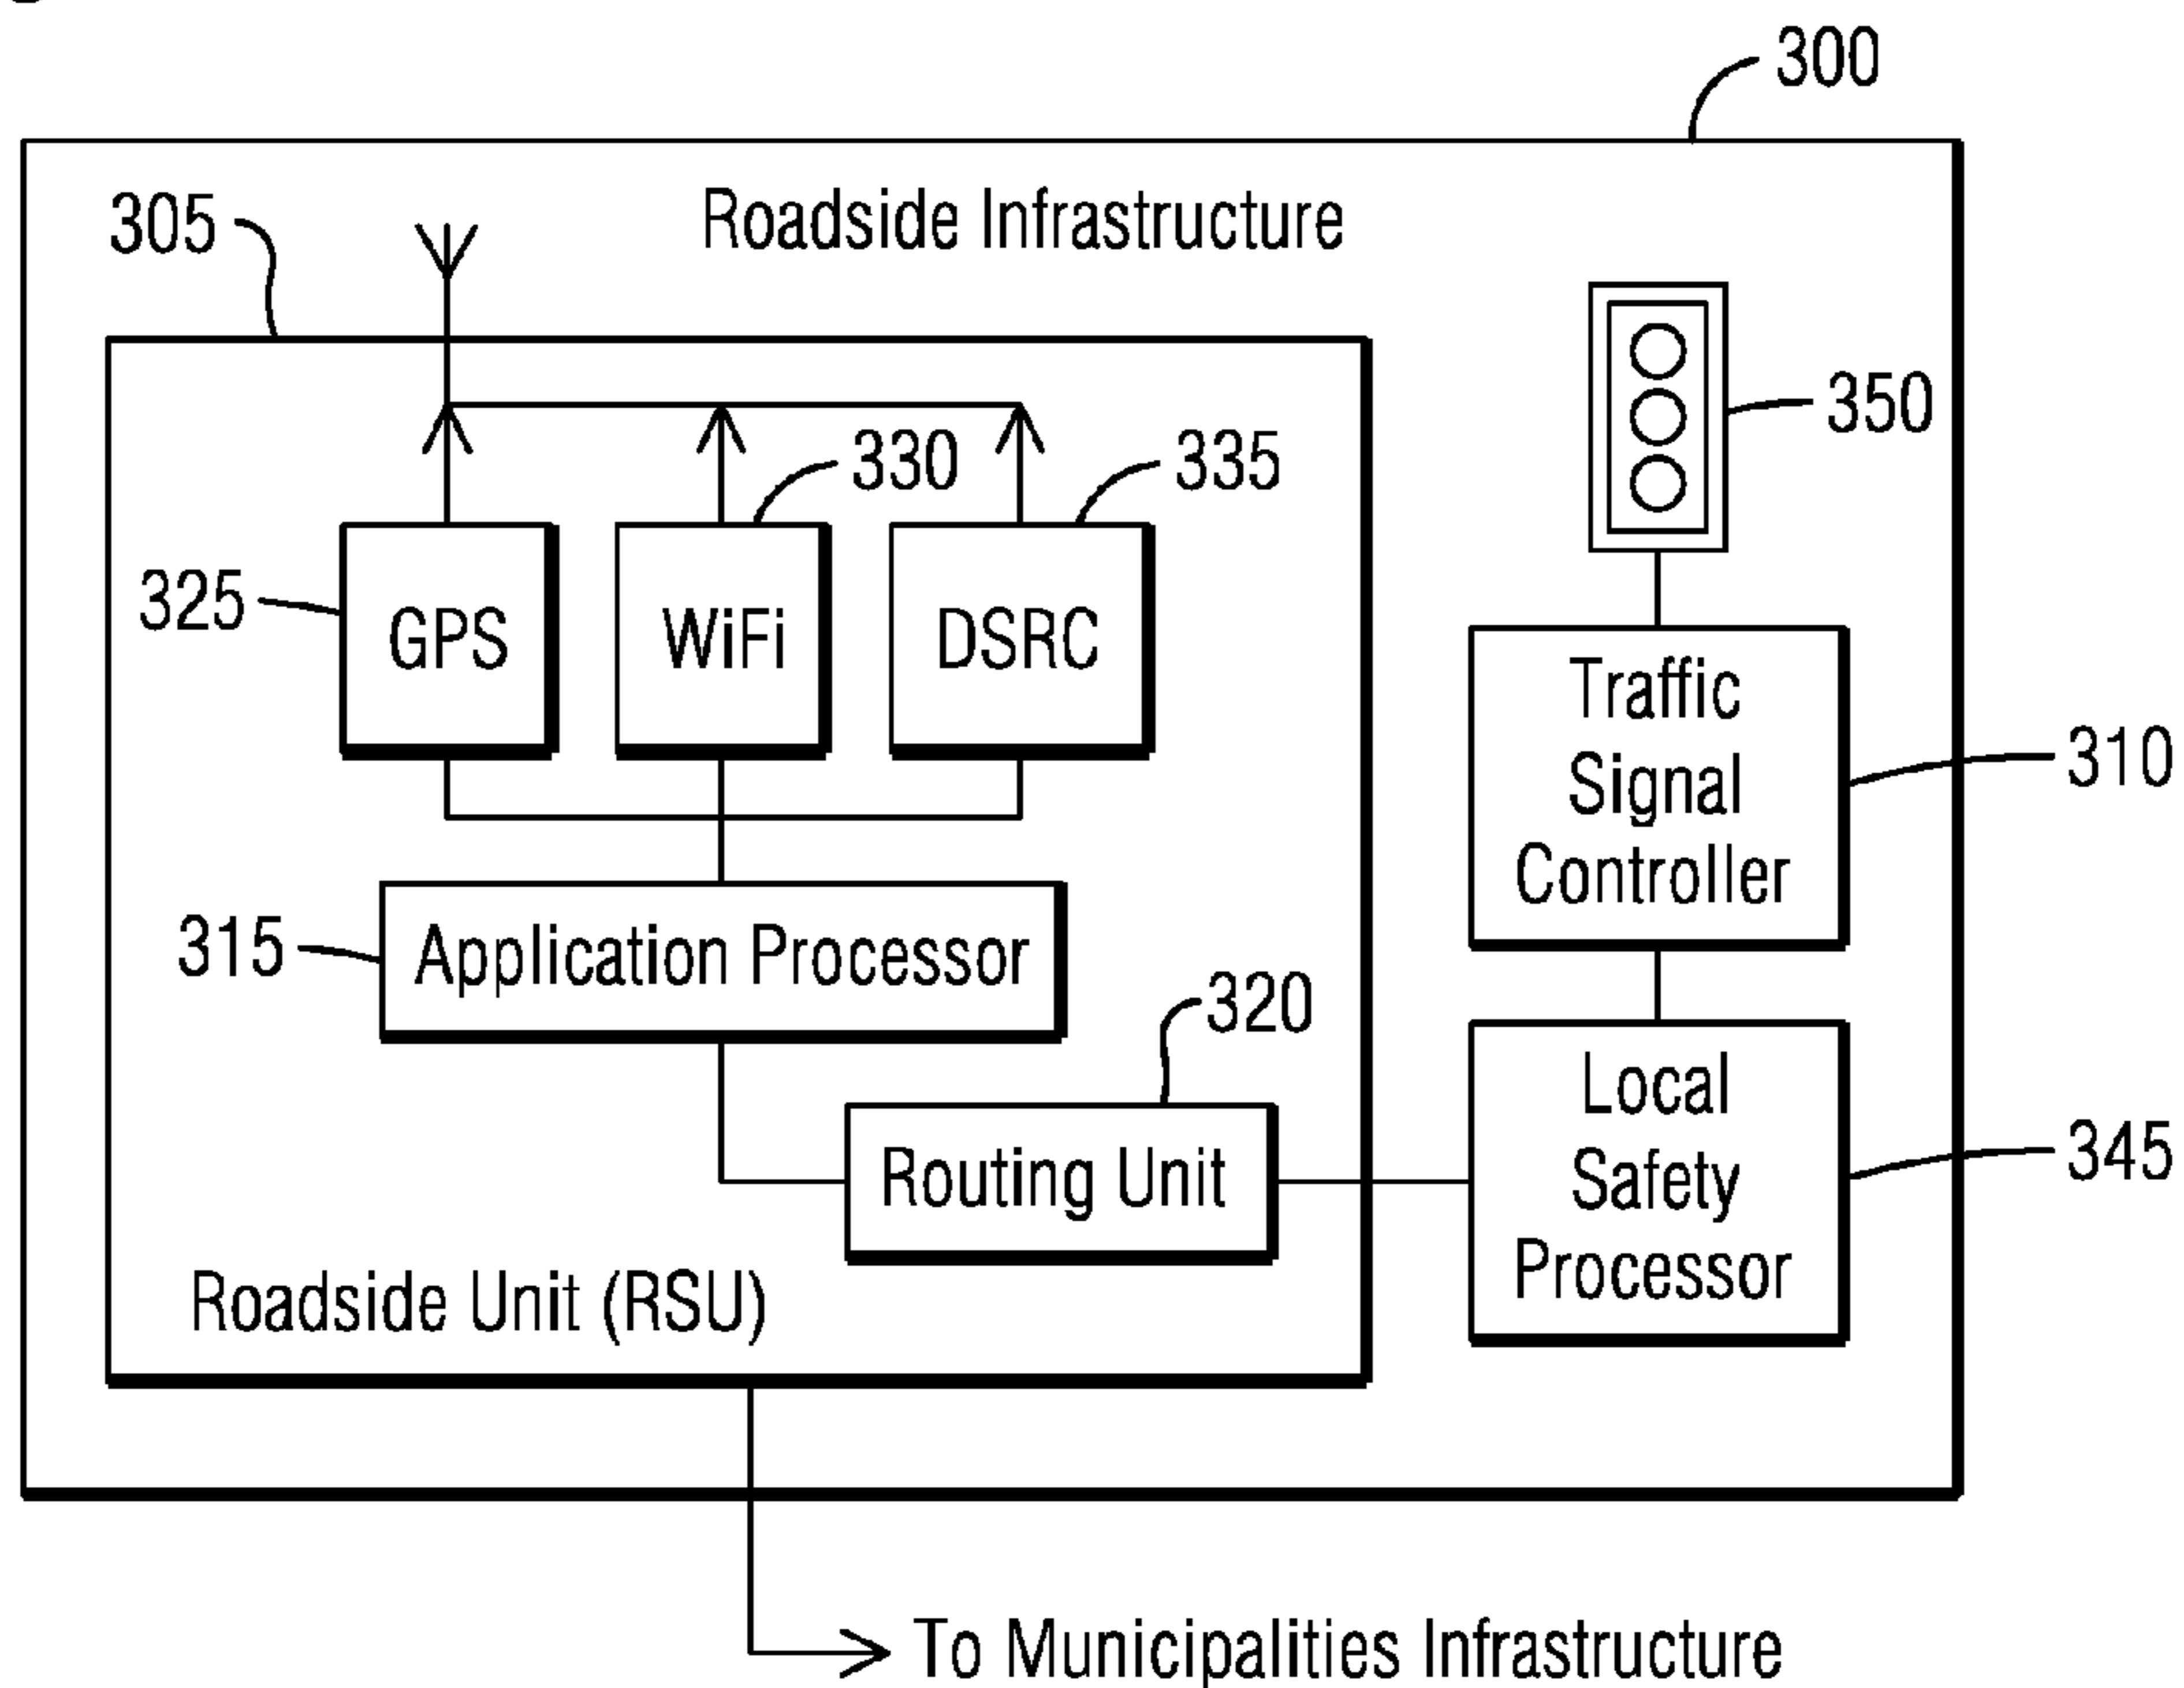 300
305
Roadside Infrastructure
350
330
335
325
GPS
WiFi
DSRC
Traffic
Signal
Controller
310
315
Application Processor
320
Local
Safety
Processor
345
Routing Unit
Roadside Unit (RSU)
To Municipalities Infrastructure